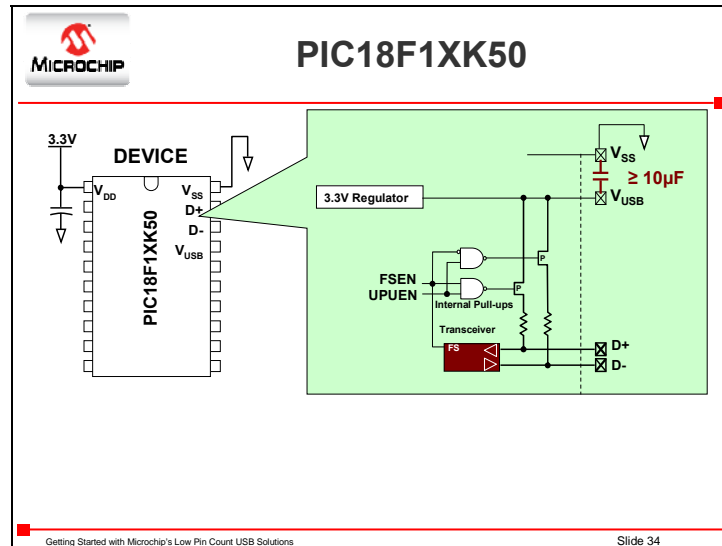 MICROCHIP
PIC18F1XK50
3.3V
DEVICE
VDD
VSS
D+
D-
VUSB
PIC18F1XK50
3.3V Regulator
VSS
≥ 10µF
VUSB
FSEN
UPUEN
P
P
Internal Pull-ups
Transceiver
FS
D+
D-
Getting Started with Microchip's Low Pin Count USB Solutions
Slide 34